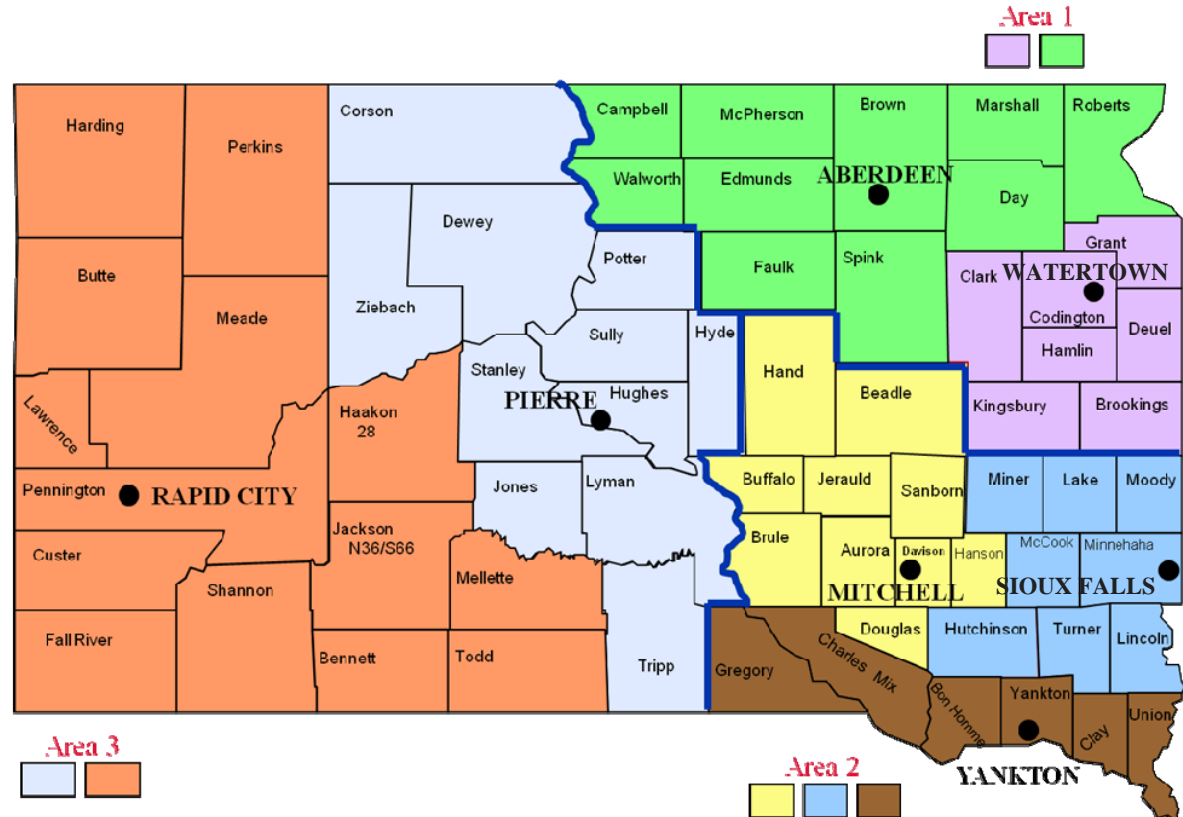 Area 1
Harding
Perkins
Corson
Campbell
McPherson
Brown
Marshall
Roberts
Walworth
Edmunds
ABERDEEN
Day
Dewey
Butte
Meade
Ziebach
Potter
Faulk
Spink
Grant
Clark
WATERTOWN
Codington
Deuel
Hamlin
Sully
Hyde
Stanley
Hand
Beadle
Kingsbury
Brookings
Lawrence
Haakon
28
PIERRE
Hughes
Pennington
RAPID CITY
Jones
Lyman
Buffalo
Jerauld
Sanborn
Miner
Lake
Moody
Jackson
N36/S66
Custer
Shannon
Mellette
Brule
Aurora
Davison
Hanson
McCook
Minnehaha
MITCHELL
SIOUX FALLS
Fall River
Bennett
Todd
Tripp
Gregory
Charles Mix
Douglas
Hutchinson
Turner
Lincoln
Bon Homme
Yankton
Clay
Union
YANKTON
Area 3
Area 2